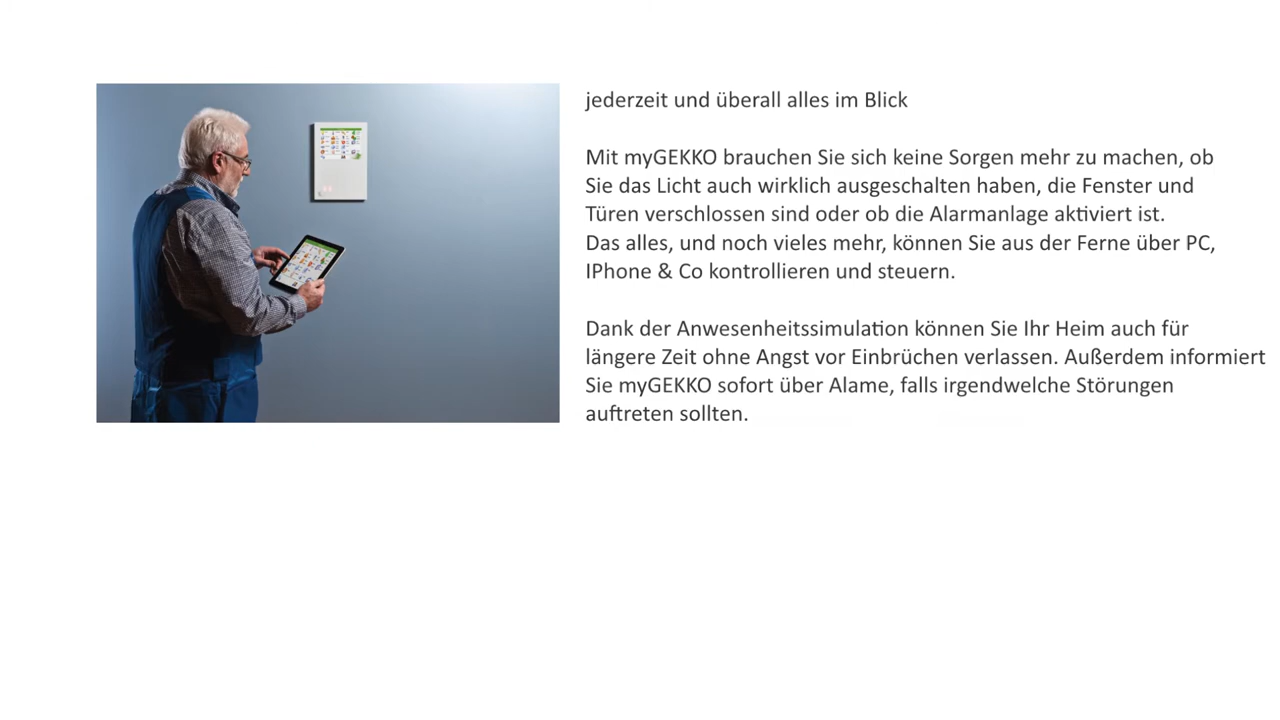 jederzeit und überall alles im Blick
Mit myGEKKO brauchen Sie sich keine Sorgen mehr zu machen, ob
Sie das Licht auch wirklich ausgeschalten haben, die Fenster und
Türen verschlossen sind oder ob die Alarmanlage aktiviert ist.
Das alles, und noch vieles mehr, können Sie aus der Ferne über PC,
IPhone & Co kontrollieren und steuern.
Dank der Anwesenheitssimulation können Sie Ihr Heim auch für
längere Zeit ohne Angst vor Einbrüchen verlassen. Außerdem informiert
Sie myGEKKO sofort über Alame, falls irgendwelche Störungen
auftreten sollten.